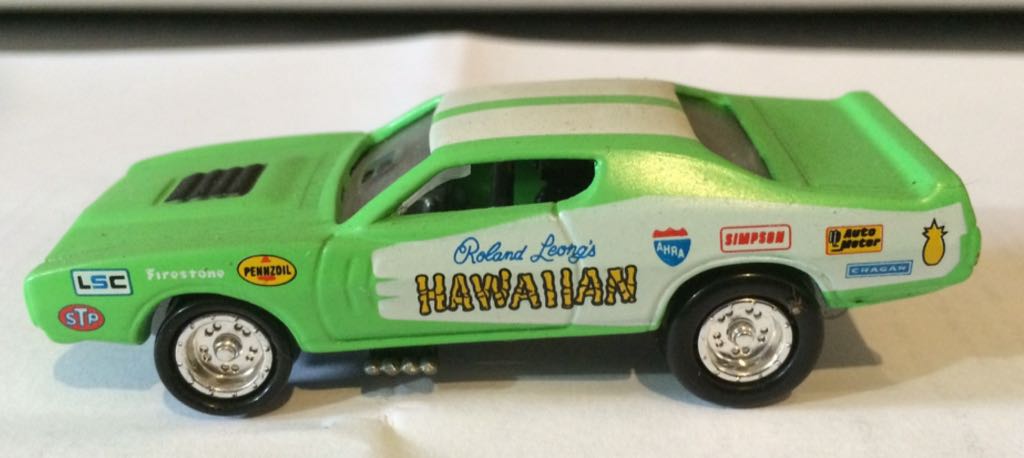 LSC
Firestone
PENNZOIL
STP
Roland Leong's
HAWAIIAN
AHRA
SIMPSON
Auto
Meter
CRAGAR